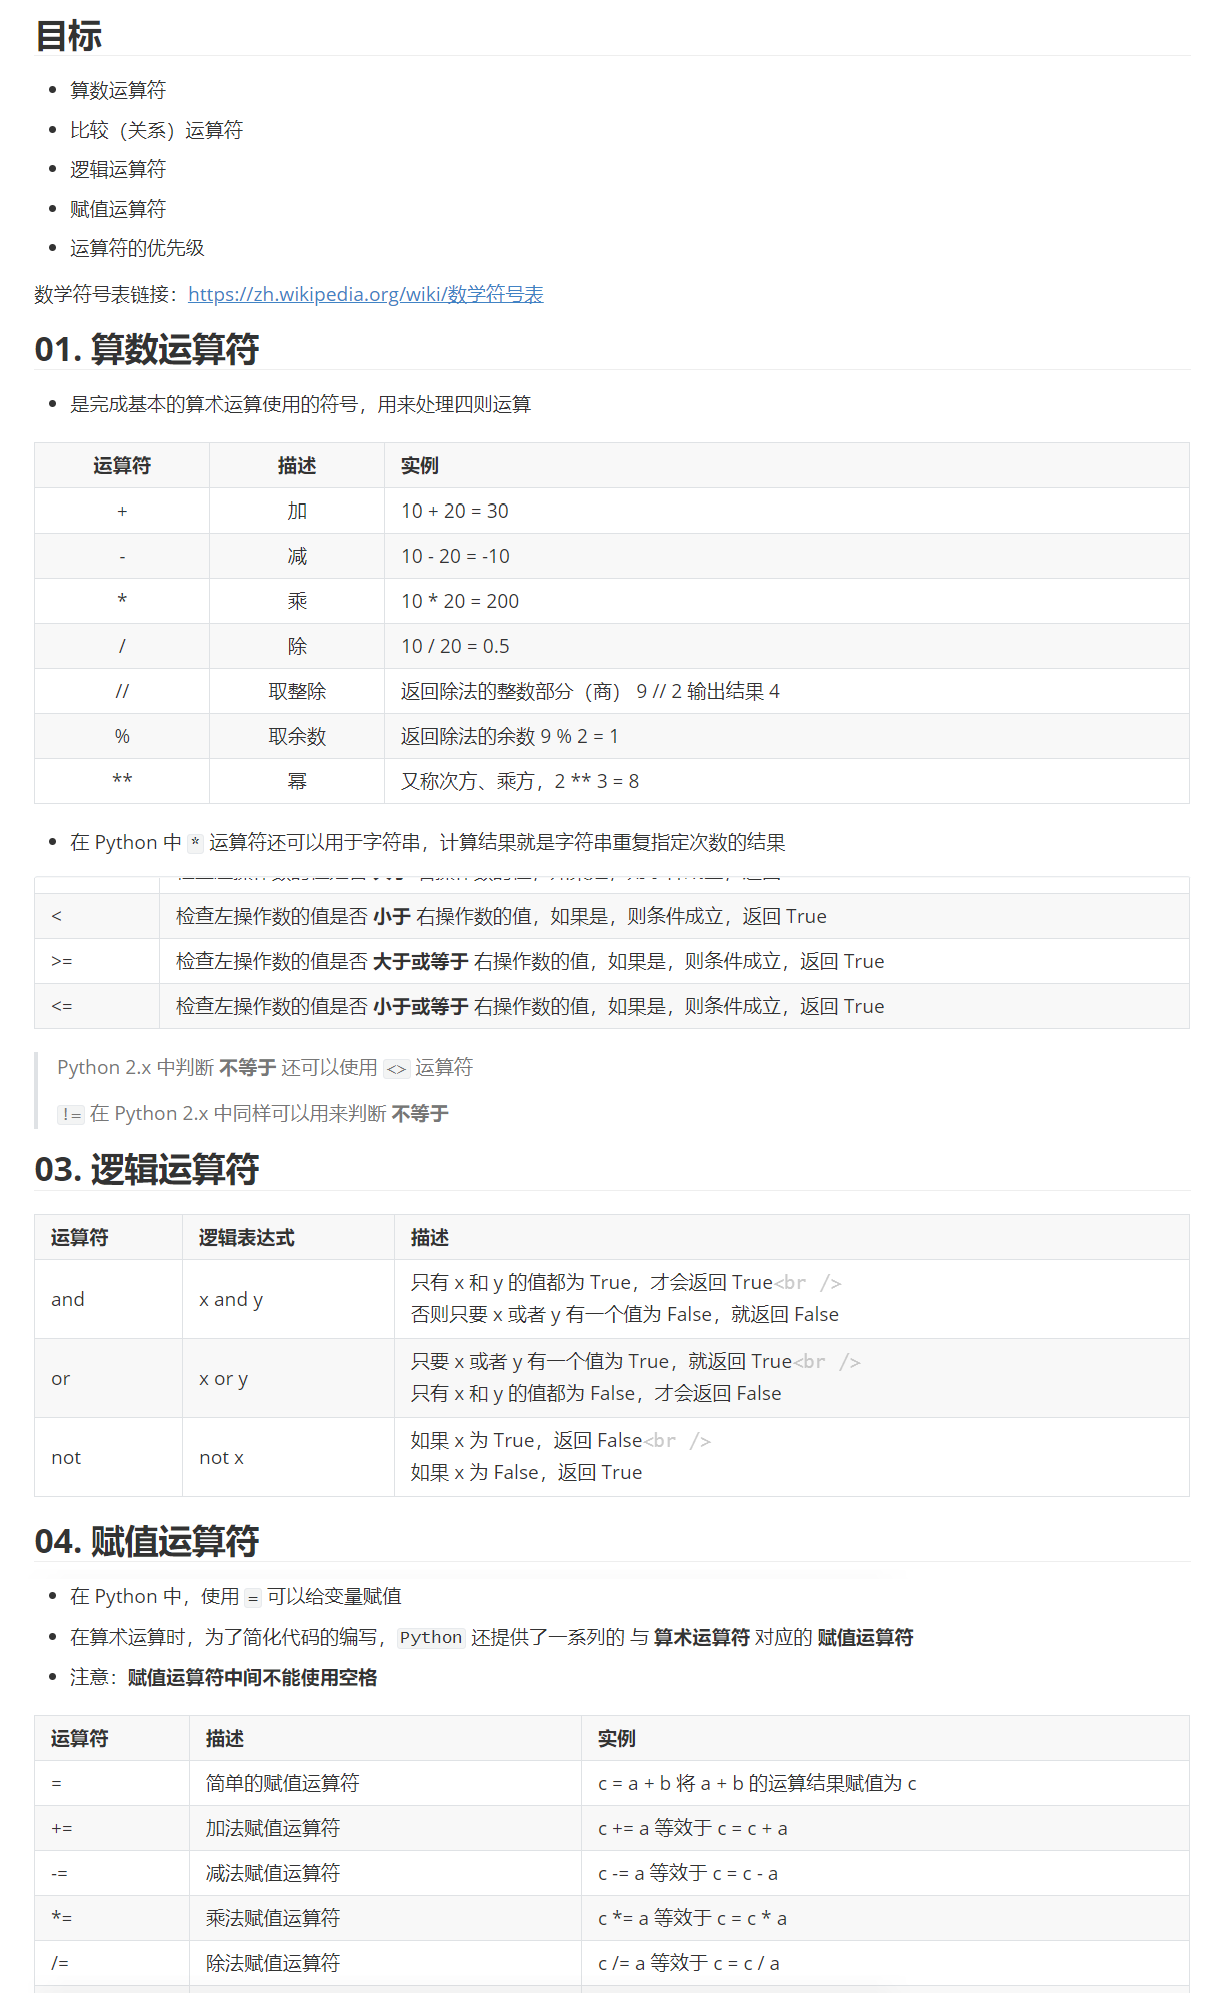 目标
算数运算符
比较（关系）运算符
逻辑运算符
赋值运算符
运算符的优先级
数学符号表链接：https://zh.wikipedia.org/wiki/数学符号表
01. 算数运算符
是完成基本的算术运算使用的符号，用来处理四则运算
运算符 描述 实例
+ 加 10 + 20 = 30
- 减 10 - 20 = -10
* 乘 10 * 20 = 200
/ 除 10 / 20 = 0.5
// 取整除 返回除法的整数部分（商） 9 // 2 输出结果 4
% 取余数 返回除法的余数 9 % 2 = 1
** 幂 又称次方、乘方，2 ** 3 = 8
在 Python 中 * 运算符还可以用于字符串，计算结果就是字符串重复指定次数的结果
< 检查左操作数的值是否 小于 右操作数的值，如果是，则条件成立，返回 True
>= 检查左操作数的值是否 大于或等于 右操作数的值，如果是，则条件成立，返回 True
<= 检查左操作数的值是否 小于或等于 右操作数的值，如果是，则条件成立，返回 True
Python 2.x 中判断 不等于 还可以使用 <> 运算符
!= 在 Python 2.x 中同样可以用来判断 不等于
03. 逻辑运算符
运算符 逻辑表达式 描述
and x and y 只有 x 和 y 的值都为 True，才会返回 True<br />
否则只要 x 或者 y 有一个值为 False，就返回 False
or x or y 只要 x 或者 y 有一个值为 True，就返回 True<br />
只有 x 和 y 的值都为 False，才会返回 False
not not x 如果 x 为 True，返回 False<br />
如果 x 为 False，返回 True
04. 赋值运算符
在 Python 中，使用 = 可以给变量赋值
在算术运算时，为了简化代码的编写，Python 还提供了一系列的 与 算术运算符 对应的 赋值运算符
注意：赋值运算符中间不能使用空格
运算符 描述 实例
= 简单的赋值运算符 c = a + b 将 a + b 的运算结果赋值为 c
+= 加法赋值运算符 c += a 等效于 c = c + a
-= 减法赋值运算符 c -= a 等效于 c = c - a
*= 乘法赋值运算符 c *= a 等效于 c = c * a
/= 除法赋值运算符 c /= a 等效于 c = c / a